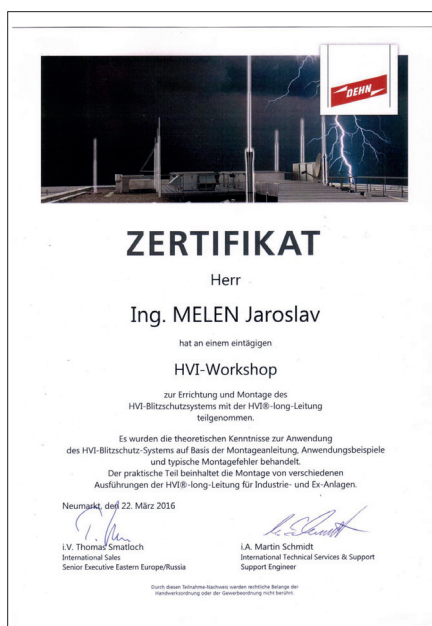 DEHN
ZERTIFIKAT
Herr
Ing. MELEN Jaroslav
hat an einem eintägigen
HVI-Workshop
zur Errichtung und Montage des
HVI-Blitzschutzsystems mit der HVI®-long-Leitung
teilgenommen.
Es wurden die theoretischen Kenntnisse zur Anwendung
des HVI-Blitzschutz-Systems auf Basis der Montageanleitung, Anwendungsbeispiele
und typische Montagefehler behandelt.
Der praktische Teil beinhaltet die Montage von verschiedenen
Ausführungen der HVI®-long-Leitung für Industrie- und Ex-Anlagen.
Neumarkt, den 22. März 2016
i.V. Thomas Smatloch
International Sales
Senior Executive Eastern Europe/Russia
i.A. Martin Schmidt
International Technical Services & Support
Support Engineer
Durch diesen Teilnahme-Nachweis werden rechtliche Belange der
Handwerksordnung oder der Gewerbeordnung nicht berührt.